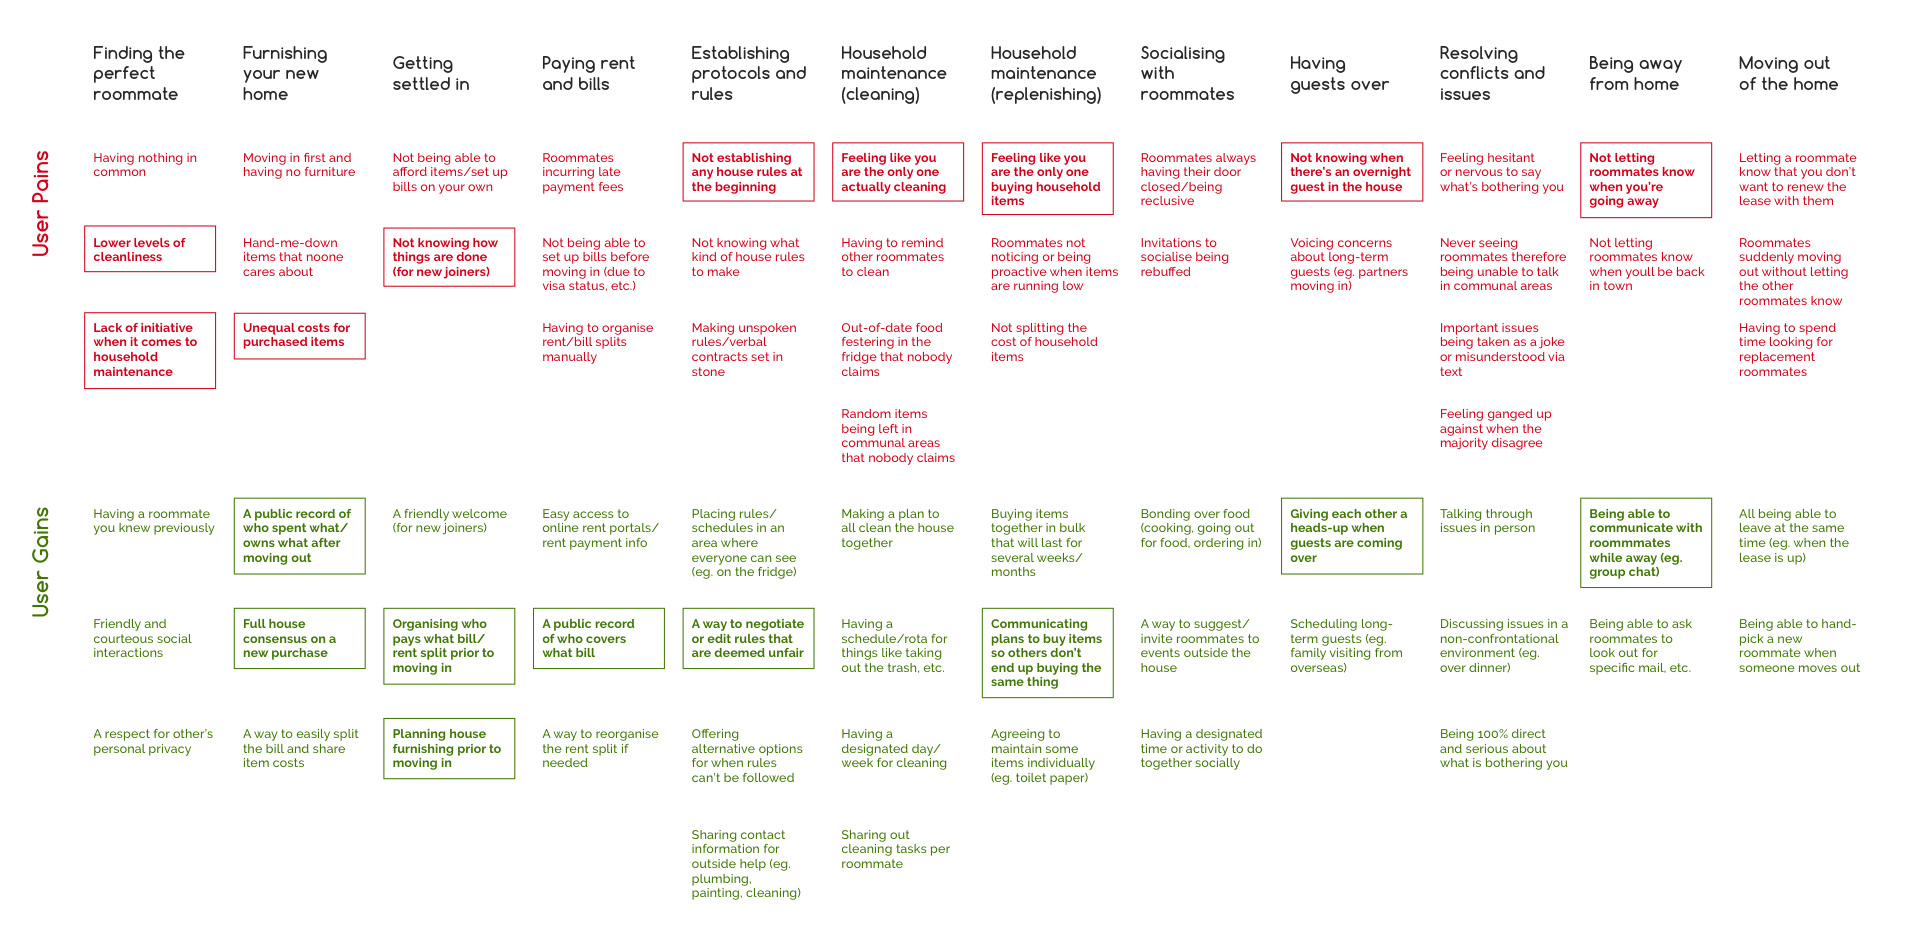 Finding the
perfect
roommate
Furnishing
your new
home
Getting
settled in
Paying rent
and bills
Establishing
protocols and
rules
Household
maintenance
(cleaning)
Household
maintenance
(replenishing)
Socialising
with
roommates
Having
guests over
Resolving
conflicts and
issues
Being away
from home
Moving out
of the home
User Pains
Having nothing in
common
Moving in first and
having no furniture
Not being able to
afford items/set up
bills on your own
Roommates
incurring late
payment fees
Not establishing
any house rules at
the beginning
Feeling like you
are the only one
actually cleaning
Feeling like you
are the only one
buying household
items
Roommates always
having their door
closed/being
reclusive
Not knowing when
there's an overnight
guest in the house
Feeling hesitant
or nervous to say
what's bothering you
Not letting
roommates know
when you're
going away
Letting a roommate
know that you don't
want to renew the
lease with them
Lower levels of
cleanliness
Hand-me-down
items that noone
cares about
Not knowing how
things are done
(for new joiners)
Not being able to
set up bills before
moving in (due to
visa status, etc.)
Not knowing what
kind of house rules
to make
Having to remind
other roommates
to clean
Roommates not
noticing or being
proactive when items
are running low
Invitations to
socialise being
rebuffed
Voicing concerns
about long-term
guests (eg. partners
moving in)
Never seeing
roommates therefore
being unable to talk
in communal areas
Not letting
roommates know
when youll be back
in town
Roommates
suddenly moving
out without letting
the other
roommates know
Lack of initiative
when it comes to
household
maintenance
Unequal costs for
purchased items
Having to organise
rent/bill splits
manually
Making unspoken
rules/verbal
contracts set in
stone
Out-of-date food
festering in the
fridge that nobody
claims
Not splitting the
cost of household
items
Important issues
being taken as a joke
or misunderstood via
text
Having to spend
time looking for
replacement
roommates
Random items
being left in
communal areas
that nobody claims
Feeling ganged up
against when the
majority disagree
User Gains
Having a roommate
you knew previously
A public record of
who spent what/
owns what after
moving out
A friendly welcome
(for new joiners)
Easy access to
online rent portals/
rent payment info
Placing rules/
schedules in an
area where
everyone can see
(eg. on the fridge)
Making a plan to
all clean the house
together
Buying items
together in bulk
that will last for
several weeks/
months
Bonding over food
(cooking, going out
for food, ordering in)
Giving each other a
heads-up when
guests are coming
over
Talking through
issues in person
Being able to
communicate with
roommmates
while away (eg.
group chat)
All being able to
leave at the same
time (eg. when the
lease is up)
Friendly and
courteous social
interactions
Full house
consensus on a
new purchase
Organising who
pays what bill/
rent split prior to
moving in
A public record
of who covers
what bill
A way to negotiate
or edit rules that
are deemed unfair
Having a
schedule/rota for
things like taking
out the trash, etc.
Communicating
plans to buy items
so others don't
end up buying the
same thing
A way to suggest/
invite roommates to
events outside the
house
Scheduling long-
term guests (eg.
family visiting from
overseas)
Discussing issues in a
non-confrontational
environment (eg.
over dinner)
Being able to ask
roommates to
look out for
specific mail, etc.
Being able to hand-
pick a new
roommate when
someone moves out
A respect for other's
personal privacy
A way to easily split
the bill and share
item costs
Planning house
furnishing prior to
moving in
A way to reorganise
the rent split if
needed
Offering
alternative options
for when rules
can't be followed
Having a
designated day/
week for cleaning
Agreeing to
maintain some
items individually
(eg. toilet paper)
Having a designated
time or activity to do
together socially
Being 100% direct
and serious about
what is bothering you
Sharing contact
information for
outside help (eg.
plumbing,
painting, cleaning)
Sharing out
cleaning tasks per
roommate